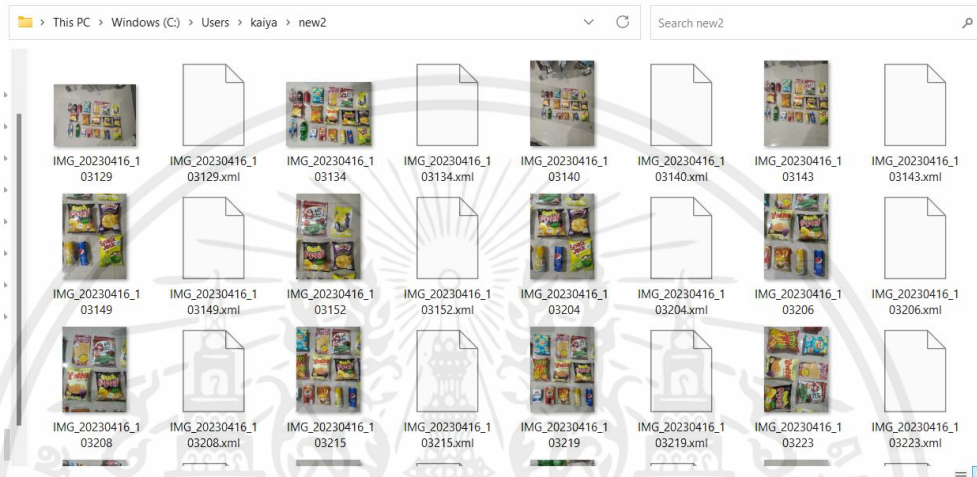 This PC > Windows (C:) > Users > kaiya > new2
Search new2
IMG_20230416_1
03129
IMG_20230416_1
03129.xml
IMG_20230416_1
03134
IMG_20230416_1
03134.xml
IMG_20230416_1
03140
IMG_20230416_1
03140.xml
IMG_20230416_1
03143
IMG_20230416_1
03143.xml
IMG_20230416_1
03149
IMG_20230416_1
03149.xml
IMG_20230416_1
03152
IMG_20230416_1
03152.xml
IMG_20230416_1
03204
IMG_20230416_1
03204.xml
IMG_20230416_1
03206
IMG_20230416_1
03206.xml
IMG_20230416_1
03208
IMG_20230416_1
03208.xml
IMG_20230416_1
03215
IMG_20230416_1
03215.xml
IMG_20230416_1
03219
IMG_20230416_1
03219.xml
IMG_20230416_1
03223
IMG_20230416_1
03223.xml